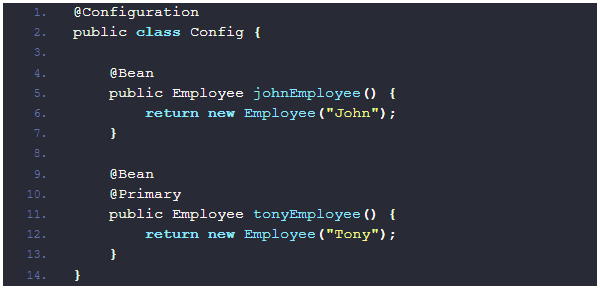 1. @Configuration
2. public class Config {
3.
4.     @Bean
5.     public Employee johnEmployee() {
6.         return new Employee("John");
7.     }
8.
9.     @Bean
10.     @Primary
11.     public Employee tonyEmployee() {
12.         return new Employee("Tony");
13.     }
14. }